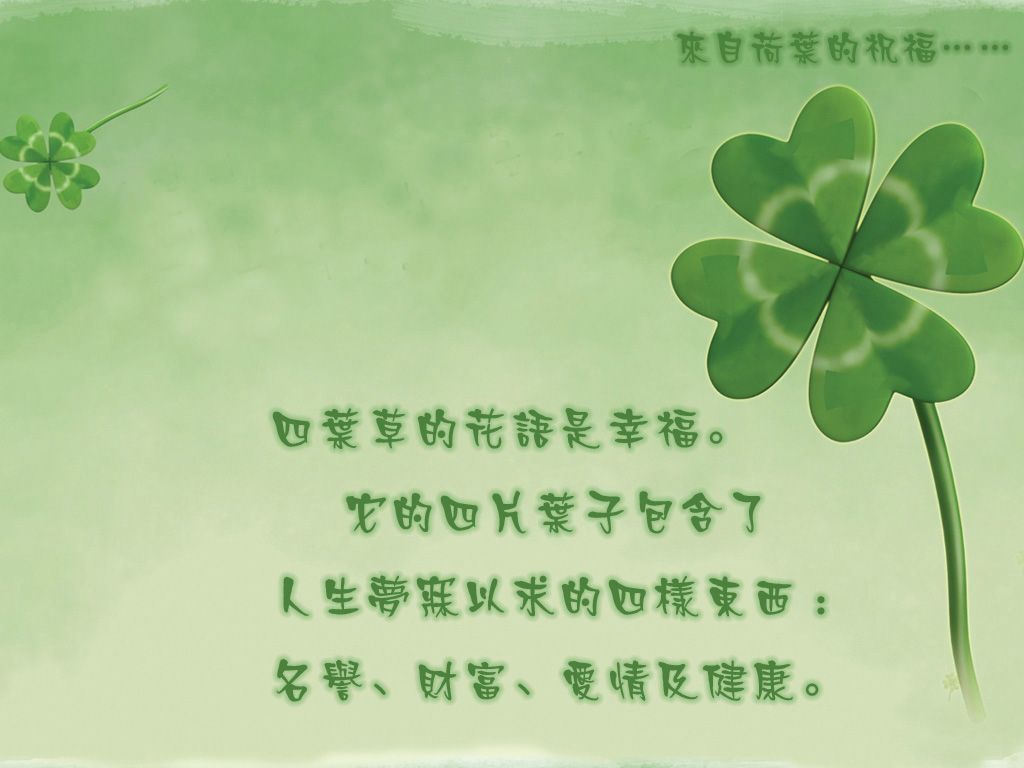 來自荷葉的祝福……
四葉草的花語是幸福。
它的四片葉子包含了
人生夢寐以求的四樣東西：
名譽、財富、愛情及健康。